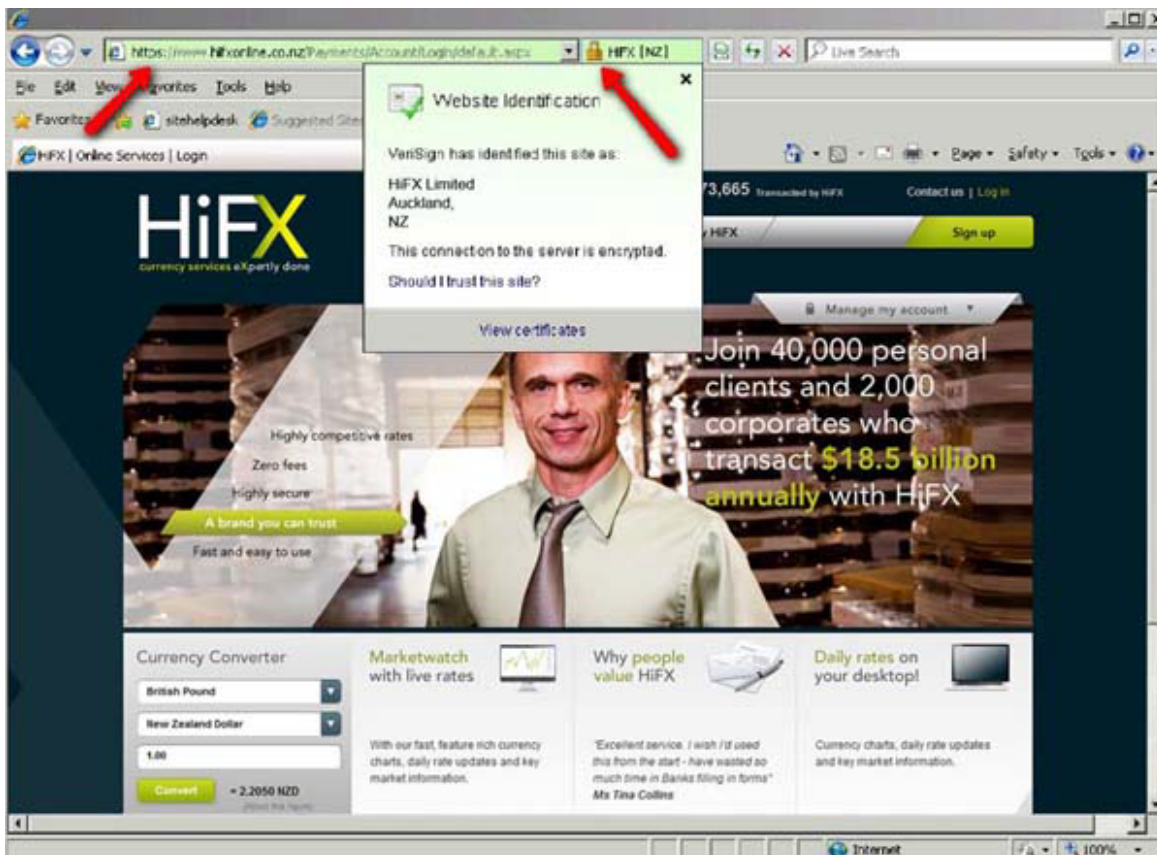 https://www.hifxonline.co.nz/Payments/Account/Login/default.aspx
HIFX [NZ]
Live Search
File Edit View Favorites Tools Help
Favorites
sitehelpdesk
Suggested Sites
HiFX | Online Services | Login
Page
Safety
Tools
Website Identification
VeriSign has identified this site as:
HiFX Limited
Auckland,
NZ
This connection to the server is encrypted.
Should I trust this site?
View certificates
HiFX
currency services eXpertly done
73,665 Transacted by HiFX
Contact us | Log in
HiFX
Sign up
Manage my account
Join 40,000 personal
clients and 2,000
corporates who
transact $18.5 billion
annually with HiFX
Highly competitive rates
Zero fees
Highly secure
A brand you can trust
Fast and easy to use
Currency Converter
British Pound
New Zealand Dollar
1.00
Convert
= 2.2050 NZD
Marketwatch
with live rates
With our fast, feature rich currency
charts, daily rate updates and key
market information.
Why people
value HiFX
"Excellent service. I wish I'd used
this from the start - have wasted so
much time in Banks filling in forms"
Ms Tina Collins
Daily rates on
your desktop!
Currency charts, daily rate updates
and key market information.
Internet
100%